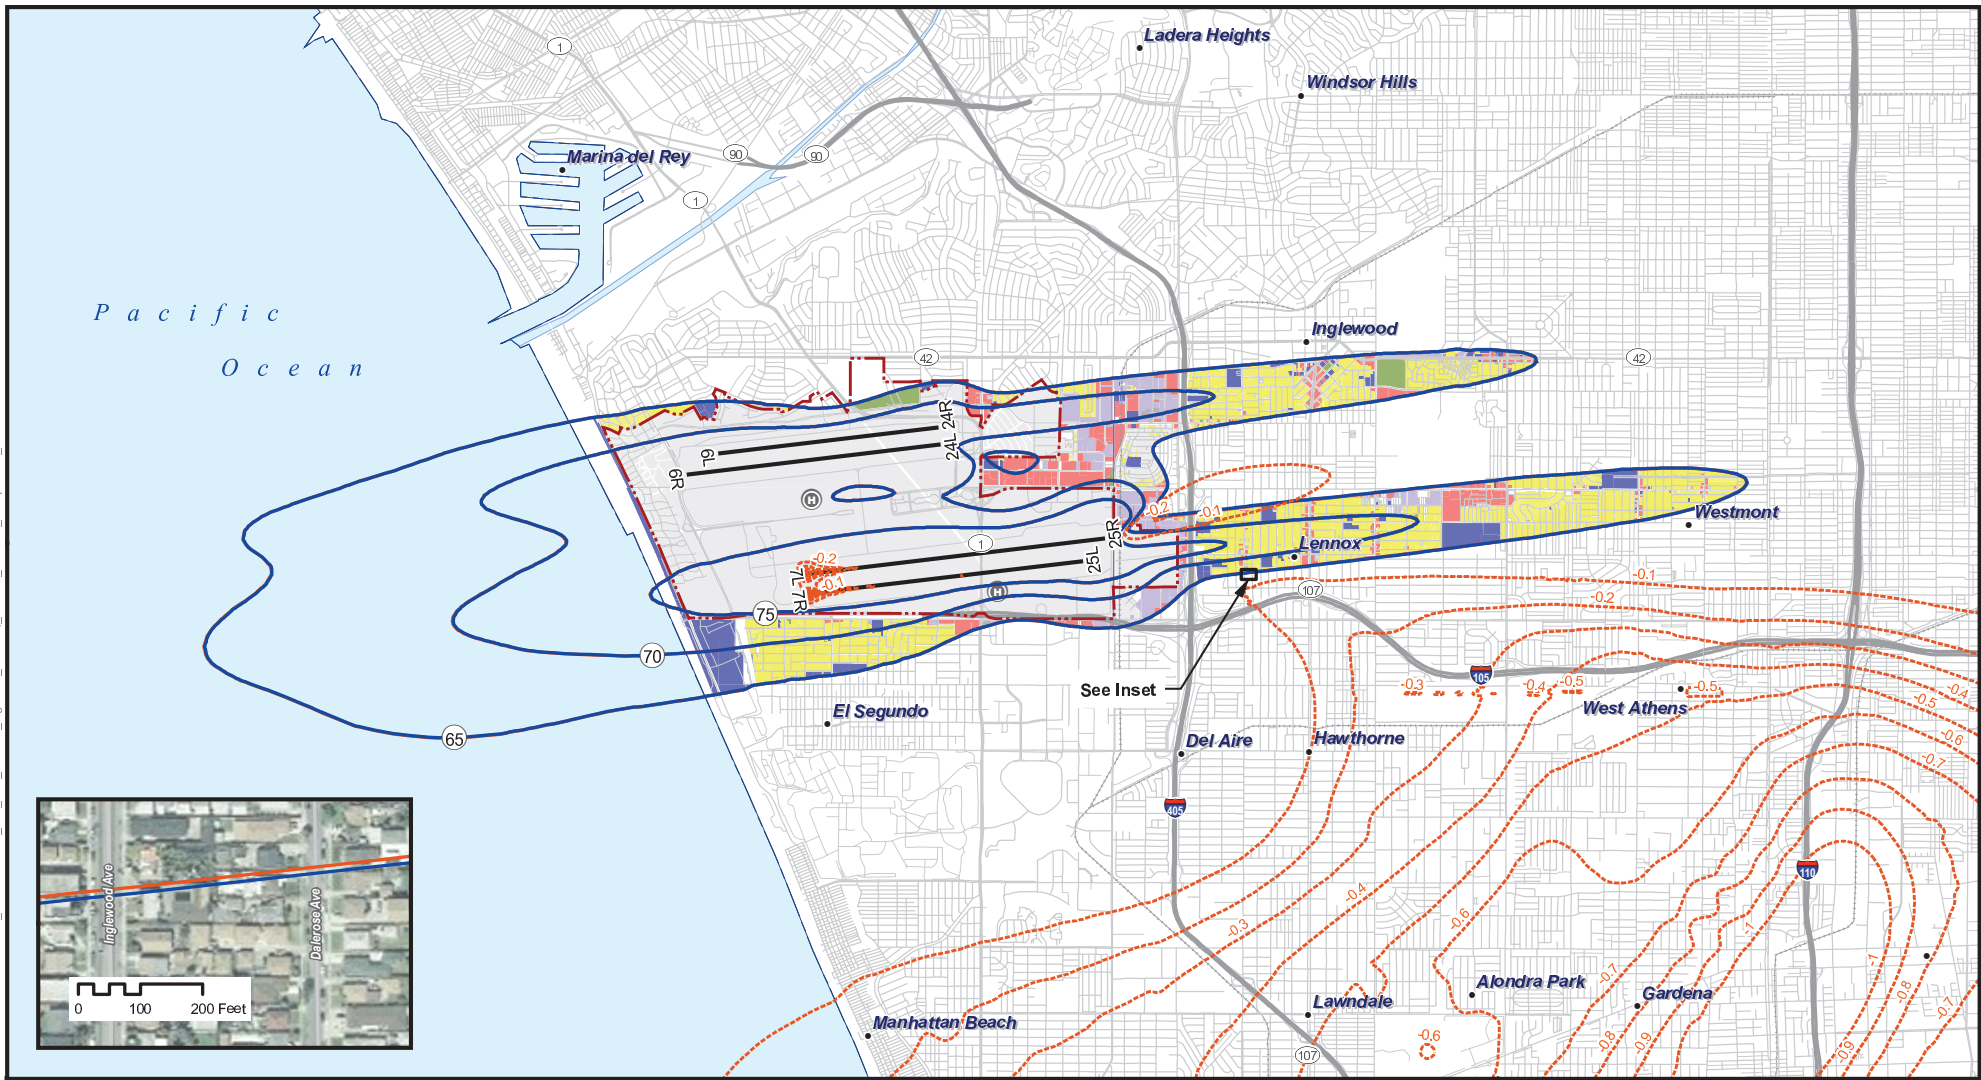 Ladera Heights
1
Windsor Hills
Marina del Rey
90
90
1
Pacific
Ocean
Inglewood
42
42
24R
24L
6L
6R
H
-0.2
-0.1
Westmont
25R
1
Lennox
25L
-0.2
-0.1
7L
7R
H
-0.1
107
-0.2
75
70
See Inset
105
-0.3
-0.4
-0.5
-0.5
-0.4
-0.5
West Athens
El Segundo
65
Del Aire
Hawthorne
-0.6
-0.7
405
110
-0.4
-0.6
-0.3
-1
-1
-0.7
Alondra Park
Gardena
Lawndale
-0.8
-0.7
Manhattan Beach
-0.6
-0.8
-0.9
-0.9
107
Inglewood Ave
Dalerose Ave
0 100 200 Feet